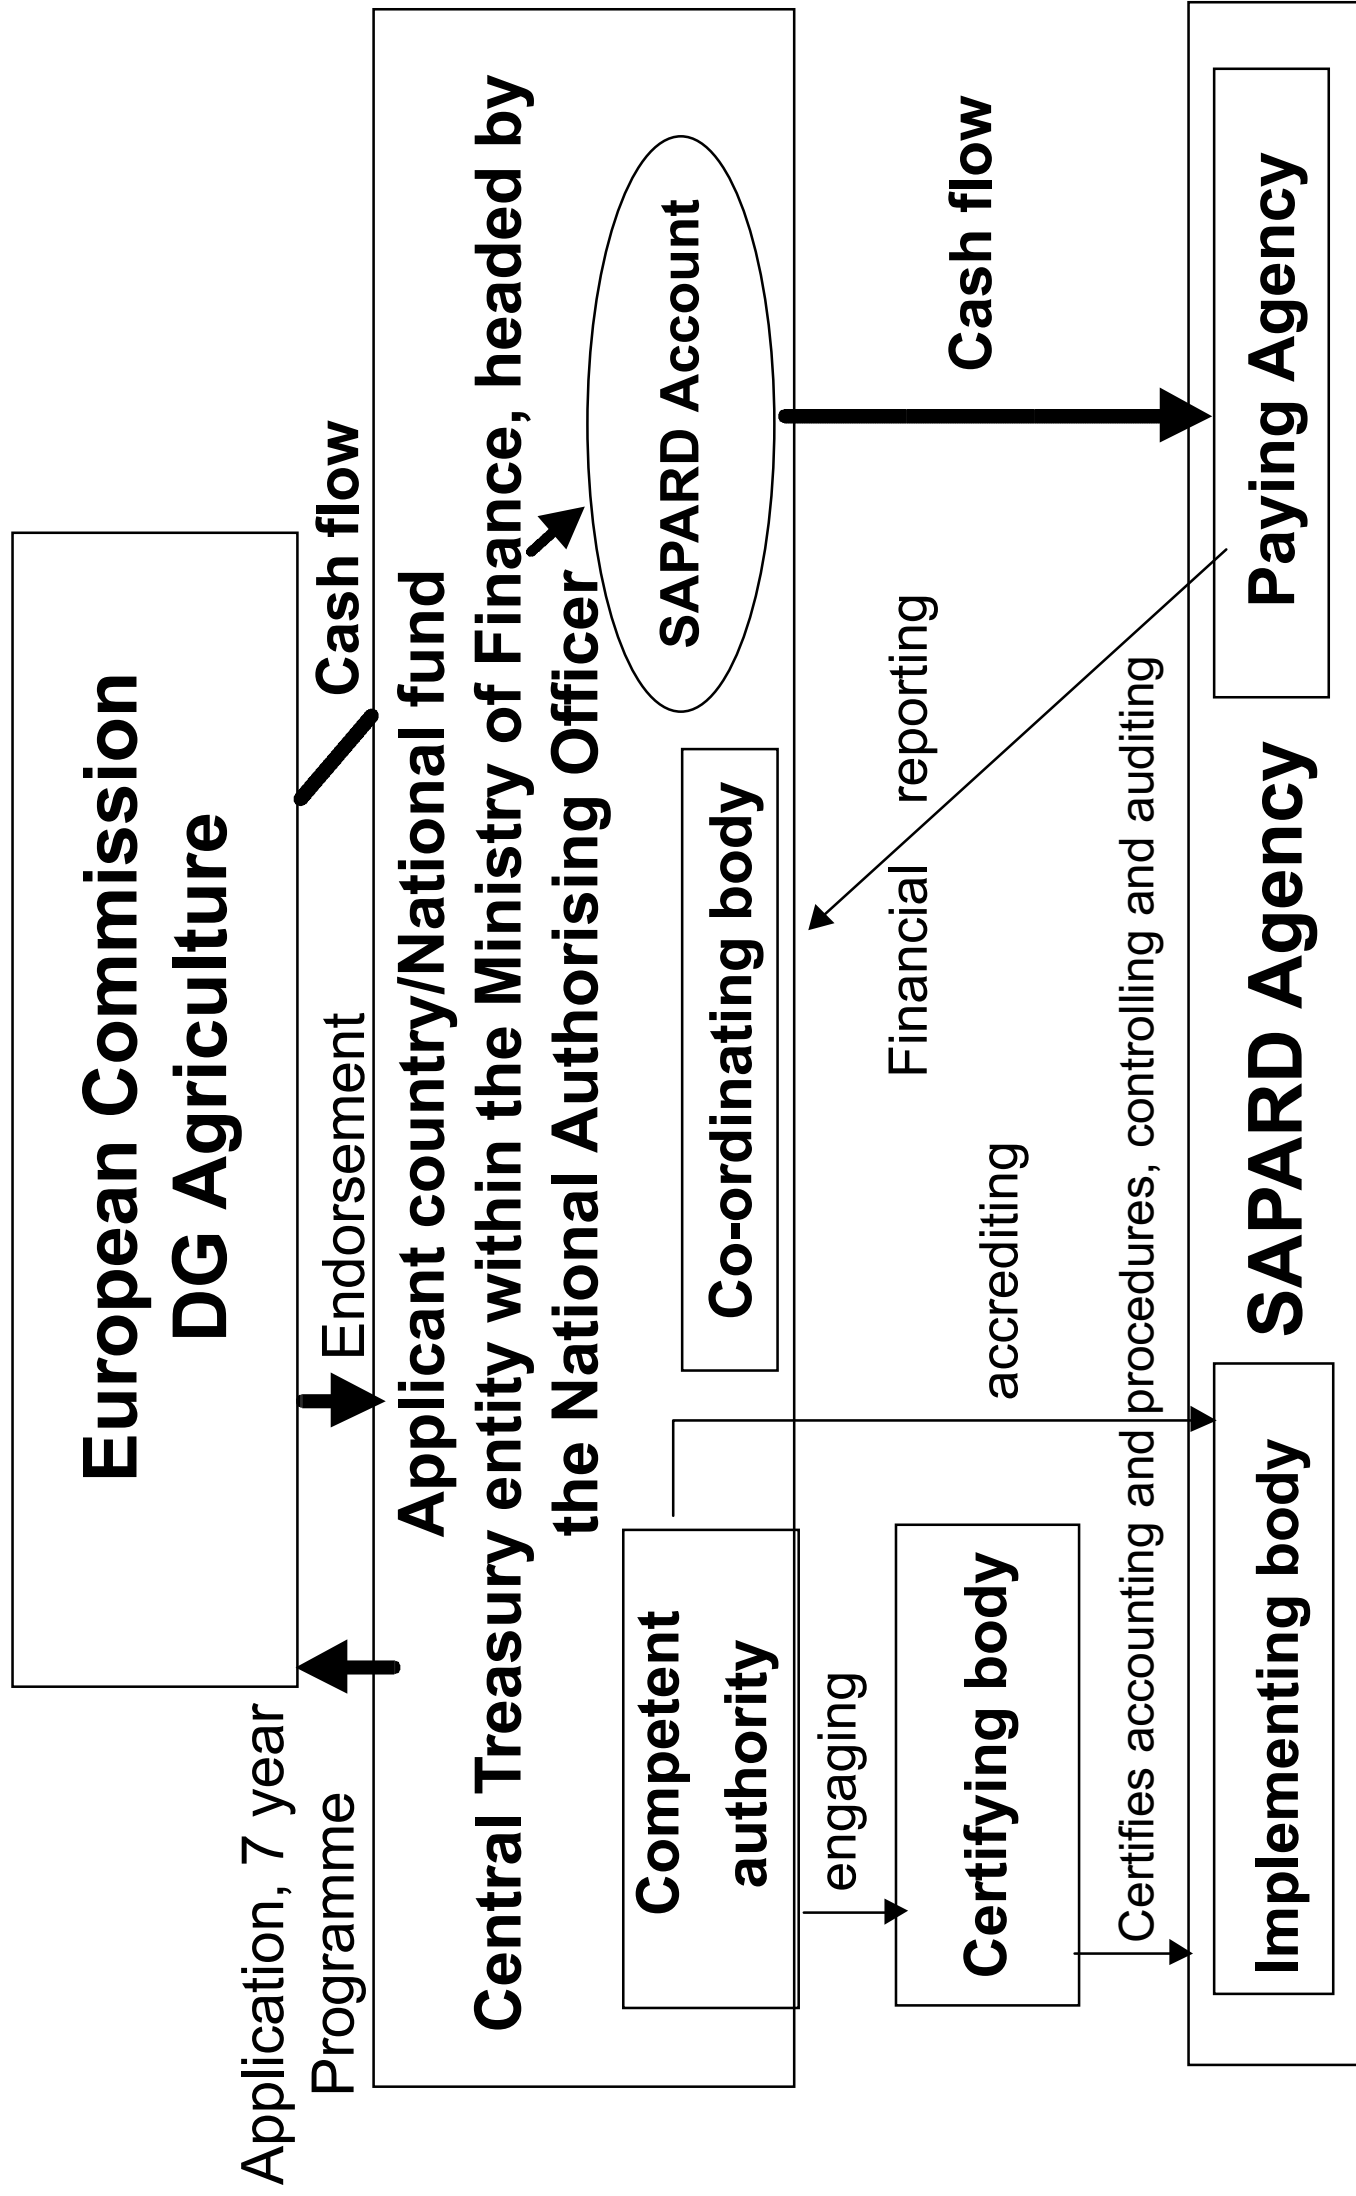 European Commission
DG Agriculture
Application, 7 year
Programme
Endorsement
Cash flow
Applicant country/National fund
Central Treasury entity within the Ministry of Finance, headed by
the National Authorising Officer
Competent
authority
Co-ordinating body
SAPARD Account
engaging
Certifying body
accrediting
Financial reporting
Cash flow
Certifies accounting and procedures, controlling and auditing
Implementing body
SAPARD Agency
Paying Agency